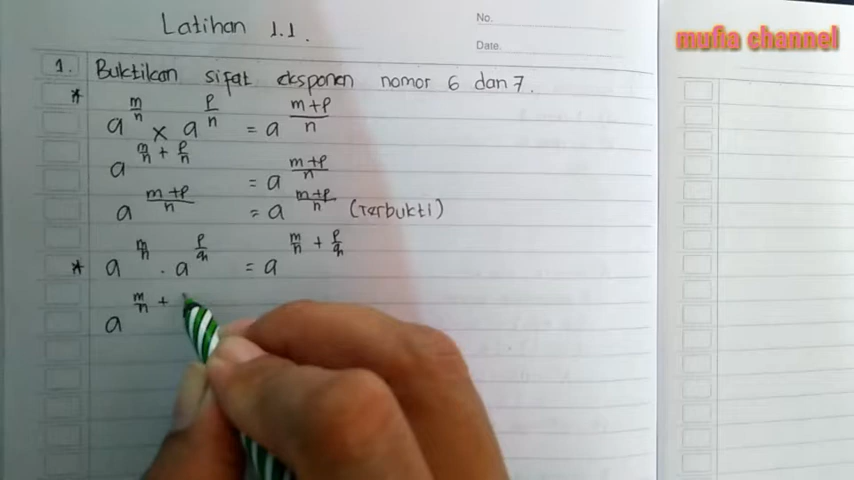 Latihan 1.1.
No.
Date.
mufia channel
1. Buktikan sifat eksponen nomor 6 dan 7.
* a^(m/n) × a^(p/n) = a^((m+p)/n)
a^(m/n + p/n) = a^((m+p)/n)
a^((m+p)/n) = a^((m+p)/n) (Terbukti)
* a^(m/n) . a^(p/q) = a^(m/n + p/q)
a^(m/n +